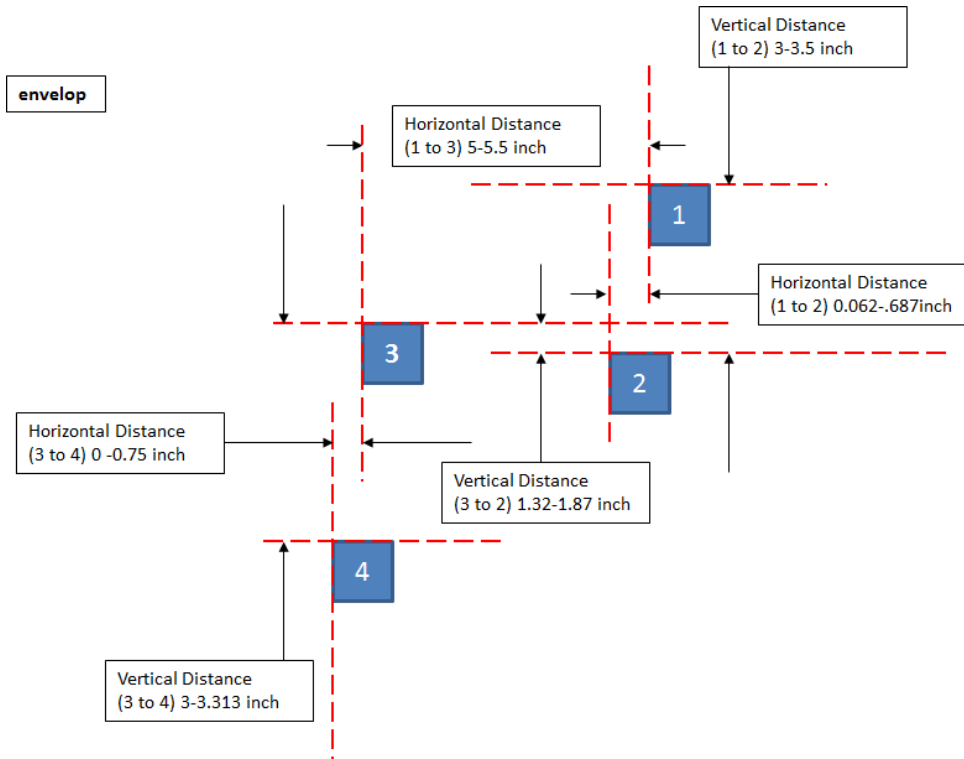 Vertical Distance
(1 to 2) 3-3.5 inch
envelop
Horizontal Distance
(1 to 3) 5-5.5 inch
1
Horizontal Distance
(1 to 2) 0.062-.687inch
3
2
Horizontal Distance
(3 to 4) 0 -0.75 inch
Vertical Distance
(3 to 2) 1.32-1.87 inch
4
Vertical Distance
(3 to 4) 3-3.313 inch